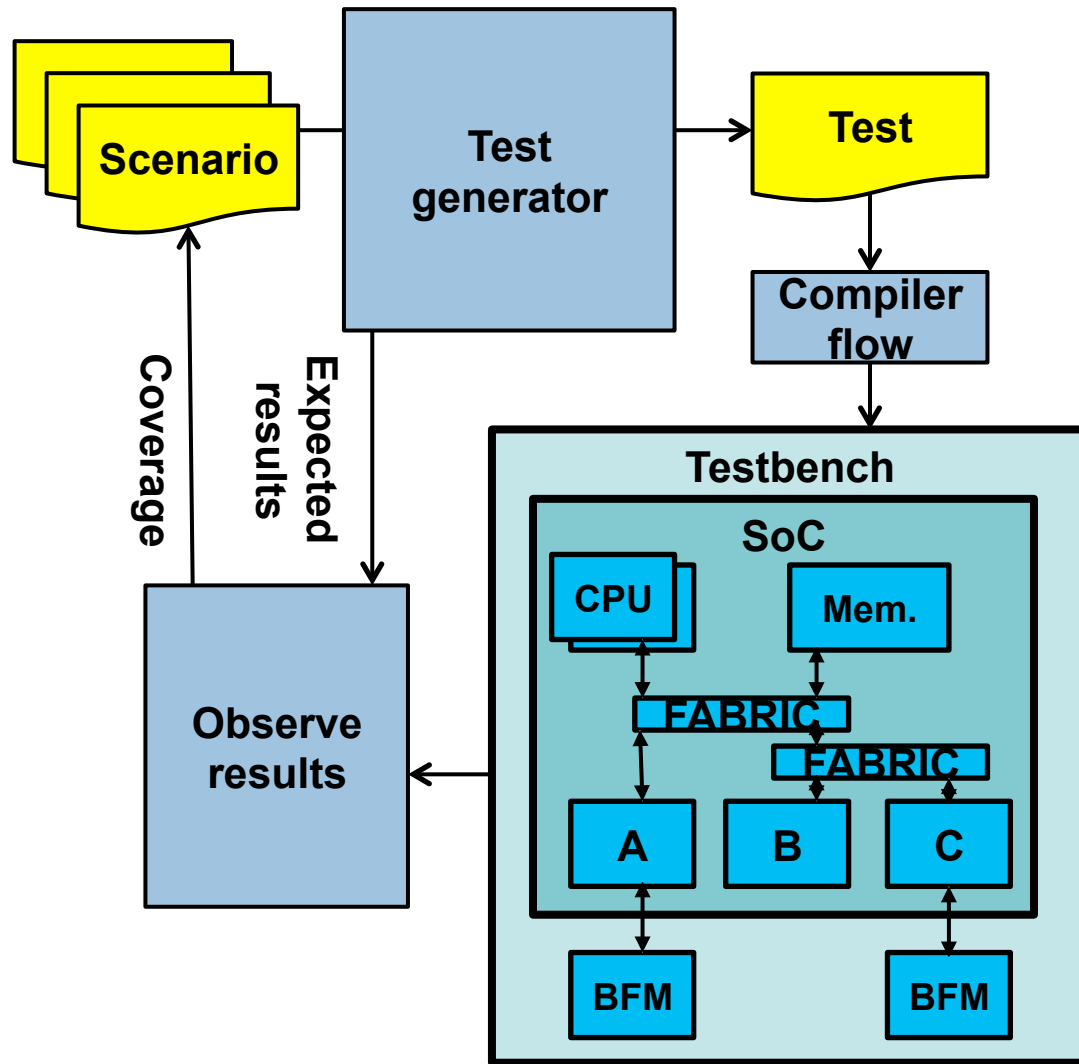 Scenario
Test
generator
Test
Compiler
flow
Coverage
Expected
results
Testbench
SoC
CPU
Mem.
FABRIC
FABRIC
Observe
results
A
B
C
BFM
BFM